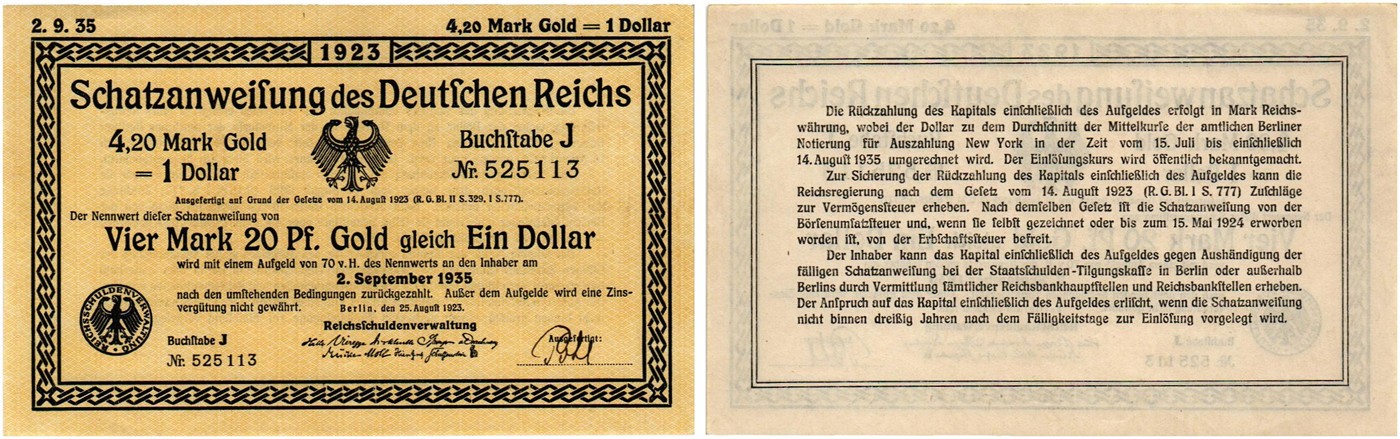 2. 9. 35 4,20 Mark Gold = 1 Dollar
1923
Schatzanweiſung des Deutſchen Reichs
4,20 Mark Gold
= 1 Dollar
Buchſtabe J
№ 525113
Ausgefertigt auf Grund der Geſetze vom 14. Auguſt 1923 (R. G. Bl. II S. 329, I S. 777).
Der Nennwert dieſer Schatzanweiſung von
Vier Mark 20 Pf. Gold gleich Ein Dollar
wird mit einem Aufgeld von 70 v. H. des Nennwerts an den Inhaber am
2. September 1935
nach den umſtehenden Bedingungen zurückgezahlt. Außer dem Aufgelde wird eine Zins-
vergütung nicht gewährt. Berlin, den 25. Auguſt 1923.
REICHSSCHULDENVERWALTUNG
Reichsſchuldenverwaltung
Buchſtabe J
№ 525113
Ausgefertigt:
Die Rückzahlung des Kapitals einſchließlich des Aufgeldes erfolgt in Mark Reichs-
währung, wobei der Dollar zu dem Durchſchnitt der Mittelkurſe der amtlichen Berliner
Notierung für Auszahlung New York in der Zeit vom 15. Juli bis einſchließlich
14. Auguſt 1935 umgerechnet wird. Der Einlöſungskurs wird öffentlich bekanntgemacht.
Zur Sicherung der Rückzahlung des Kapitals einſchließlich des Aufgeldes kann die
Reichsregierung nach dem Geſetz vom 14. Auguſt 1923 (R. G. Bl. I S. 777) Zuſchläge
zur Vermögensſteuer erheben. Nach demſelben Geſetz iſt die Schatzanweiſung von der
Börſenumſatzſteuer und, wenn ſie ſelbſt gezeichnet oder bis zum 15. Mai 1924 erworben
worden iſt, von der Erbſchaftsſteuer befreit.
Der Inhaber kann das Kapital einſchließlich des Aufgeldes gegen Aushändigung der
fälligen Schatzanweiſung bei der Staatsſchulden-Tilgungskaſſe in Berlin oder außerhalb
Berlins durch Vermittlung ſämtlicher Reichsbankhauptſtellen und Reichsbankſtellen erheben.
Der Anſpruch auf das Kapital einſchließlich des Aufgeldes erliſcht, wenn die Schatzanweiſung
nicht binnen dreißig Jahren nach dem Fälligkeitstage zur Einlöſung vorgelegt wird.